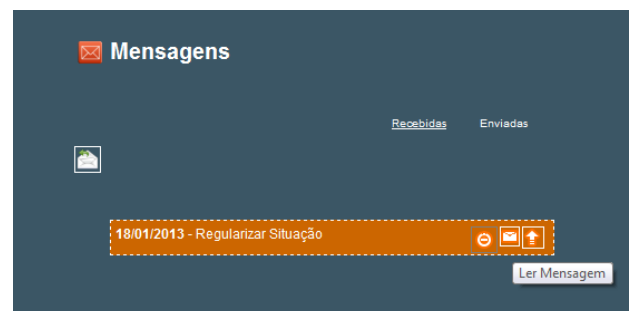 Mensagens
Recebidas Enviadas
18/01/2013 - Regularizar Situação
Ler Mensagem